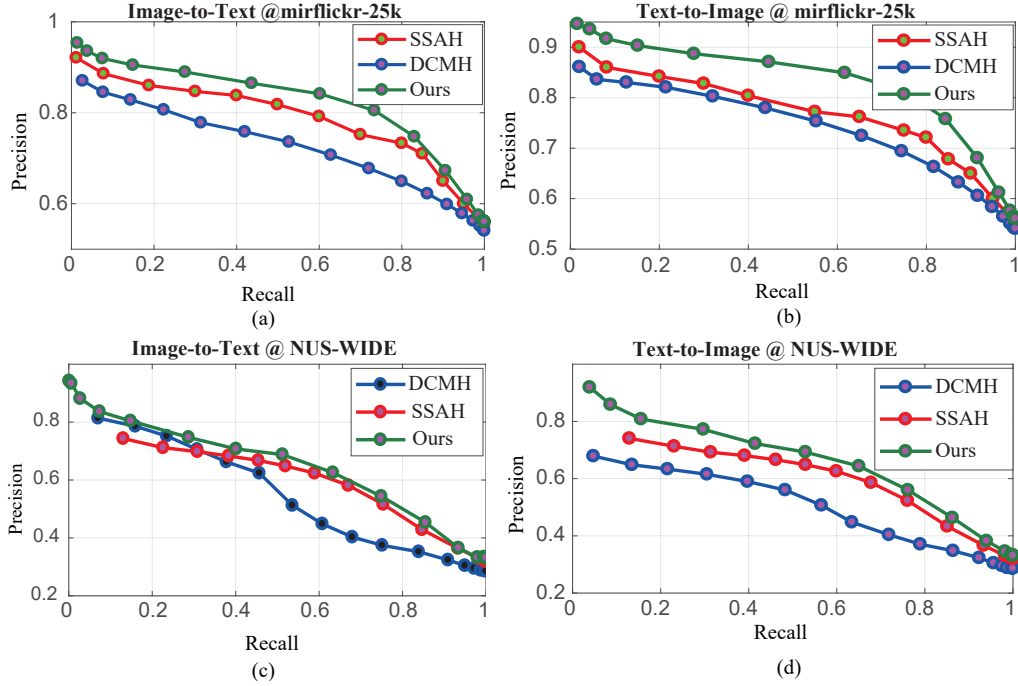 Image-to-Text @mirflickr-25k
1
0.8
0.6
Precision
SSAH
DCMH
Ours
0 0.2 0.4 0.6 0.8 1
Recall
(a)
Text-to-Image @ mirflickr-25k
0.9
0.8
0.7
0.6
0.5
Precision
SSAH
DCMH
Ours
0 0.2 0.4 0.6 0.8 1
Recall
(b)
Image-to-Text @ NUS-WIDE
0.8
0.6
0.4
0.2
Precision
DCMH
SSAH
Ours
0 0.2 0.4 0.6 0.8 1
Recall
(c)
Text-to-Image @ NUS-WIDE
0.8
0.6
0.4
0.2
Precision
DCMH
SSAH
Ours
0 0.2 0.4 0.6 0.8 1
Recall
(d)